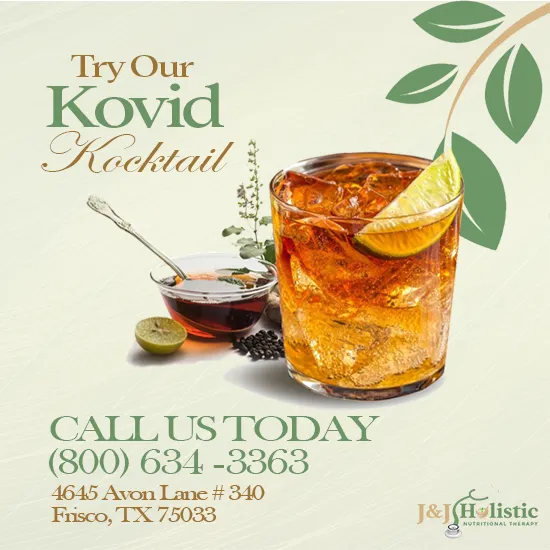 Try Our
Kovid
Kocktail
CALL US TODAY
(800) 634 -3363
4645 Avon Lane # 340
Frisco, TX 75033
J&J Holistic
NUTRITIONAL THERAPY